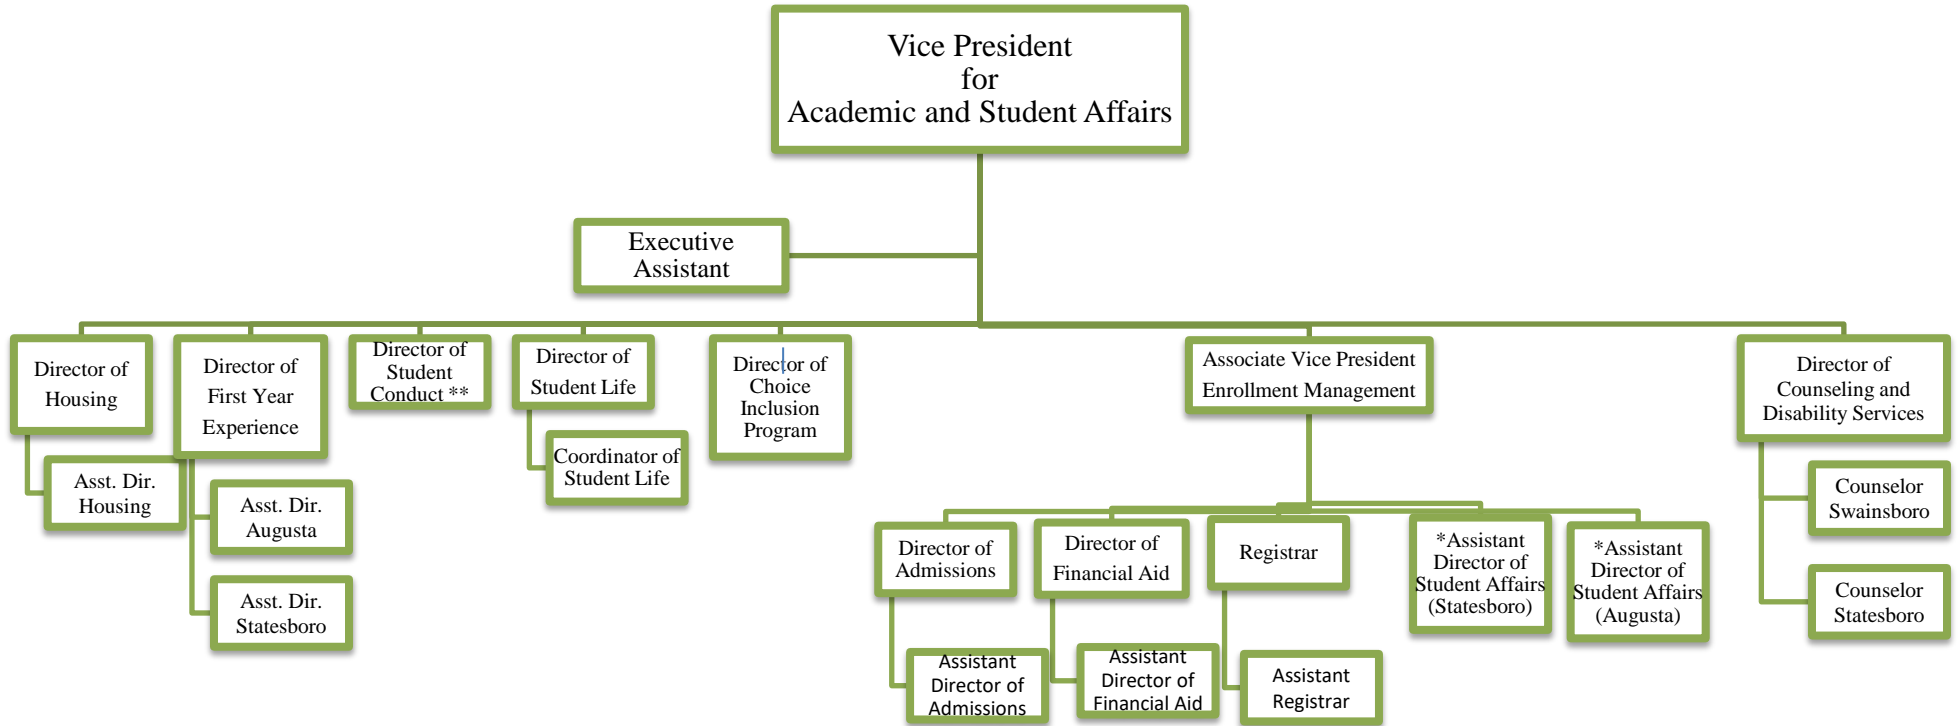 Vice President
for
Academic and Student Affairs
Executive
Assistant
Director of
Housing
Director of
First Year
Experience
Director of
Student
Conduct **
Director of
Student Life
Director of
Choice
Inclusion
Program
Associate Vice President
Enrollment Management
Director of
Counseling and
Disability Services
Asst. Dir.
Housing
Asst. Dir.
Augusta
Asst. Dir.
Statesboro
Coordinator of
Student Life
Director of
Admissions
Director of
Financial Aid
Registrar
*Assistant
Director of
Student Affairs
(Statesboro)
*Assistant
Director of
Student Affairs
(Augusta)
Counselor
Swainsboro
Counselor
Statesboro
Assistant
Director of
Admissions
Assistant
Director of
Financial Aid
Assistant
Registrar